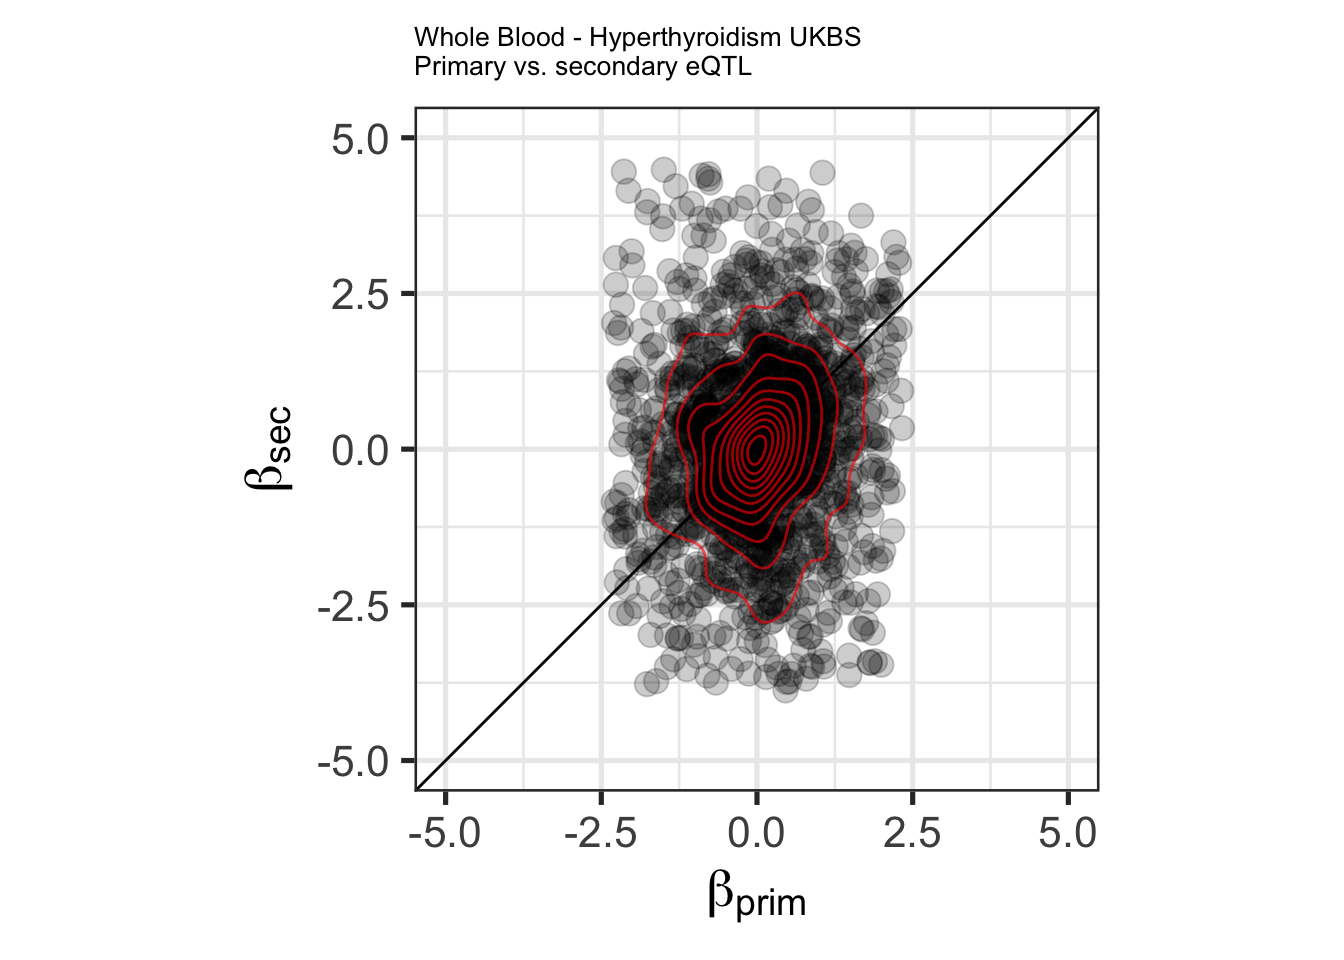 Whole Blood - Hyperthyroidism UKBS
Primary vs. secondary eQTL
5.0
2.5
0.0
-2.5
-5.0
βsec
-5.0 -2.5 0.0 2.5 5.0
βprim